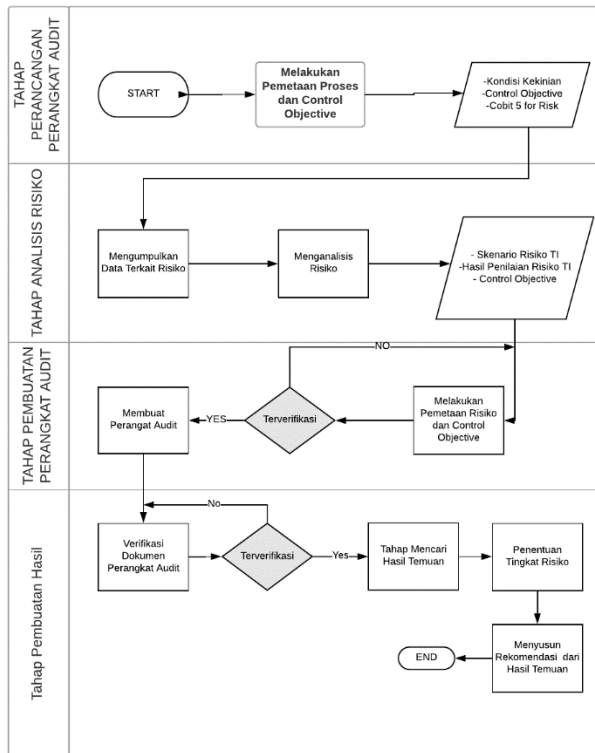 TAHAP
PERANCANGAN
PERANGKAT AUDIT
START
Melakukan
Pemetaan Proses
dan Control
Objective
-Kondisi Kekinian
-Control Objective
-Cobit 5 for Risk
TAHAP ANALISIS RISIKO
Mengumpulkan
Data Terkait Risiko
Menganalisis
Risiko
- Skenario Risiko TI
-Hasil Penilaian Risiko TI
- Control Objective
TAHAP PEMBUATAN
PERANGKAT AUDIT
NO
Membuat
Perangat Audit
YES
Terverifikasi
Melakukan
Pemetaan Risiko
dan Control
Objective
Tahap Pembuatan Hasil
No
Verifikasi
Dokumen
Perangkat Audit
Terverifikasi
Yes
Tahap Mencari
Hasil Temuan
Penentuan
Tingkat Risiko
END
Menyusun
Rekomendasi dari
Hasil Temuan